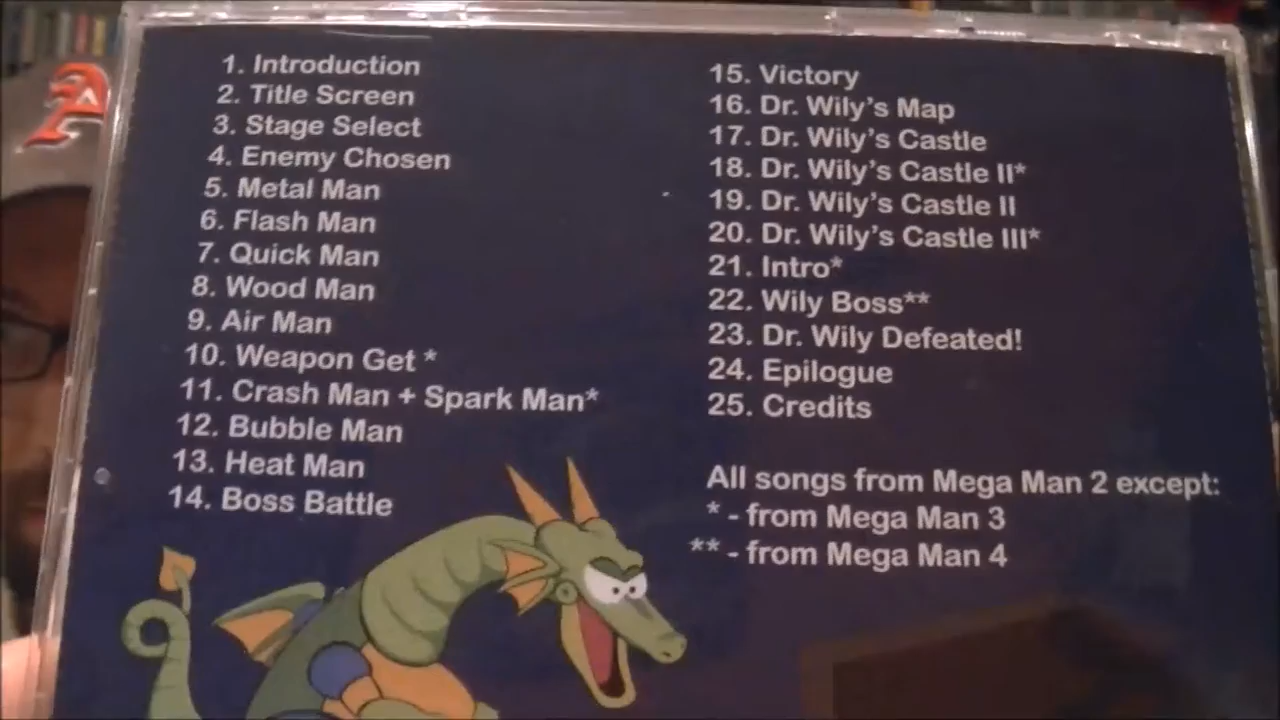 1. Introduction
2. Title Screen
3. Stage Select
4. Enemy Chosen
5. Metal Man
6. Flash Man
7. Quick Man
8. Wood Man
9. Air Man
10. Weapon Get *
11. Crash Man + Spark Man*
12. Bubble Man
13. Heat Man
14. Boss Battle
15. Victory
16. Dr. Wily's Map
17. Dr. Wily's Castle
18. Dr. Wily's Castle II*
19. Dr. Wily's Castle II
20. Dr. Wily's Castle III*
21. Intro*
22. Wily Boss**
23. Dr. Wily Defeated!
24. Epilogue
25. Credits
All songs from Mega Man 2 except:
* - from Mega Man 3
** - from Mega Man 4
A